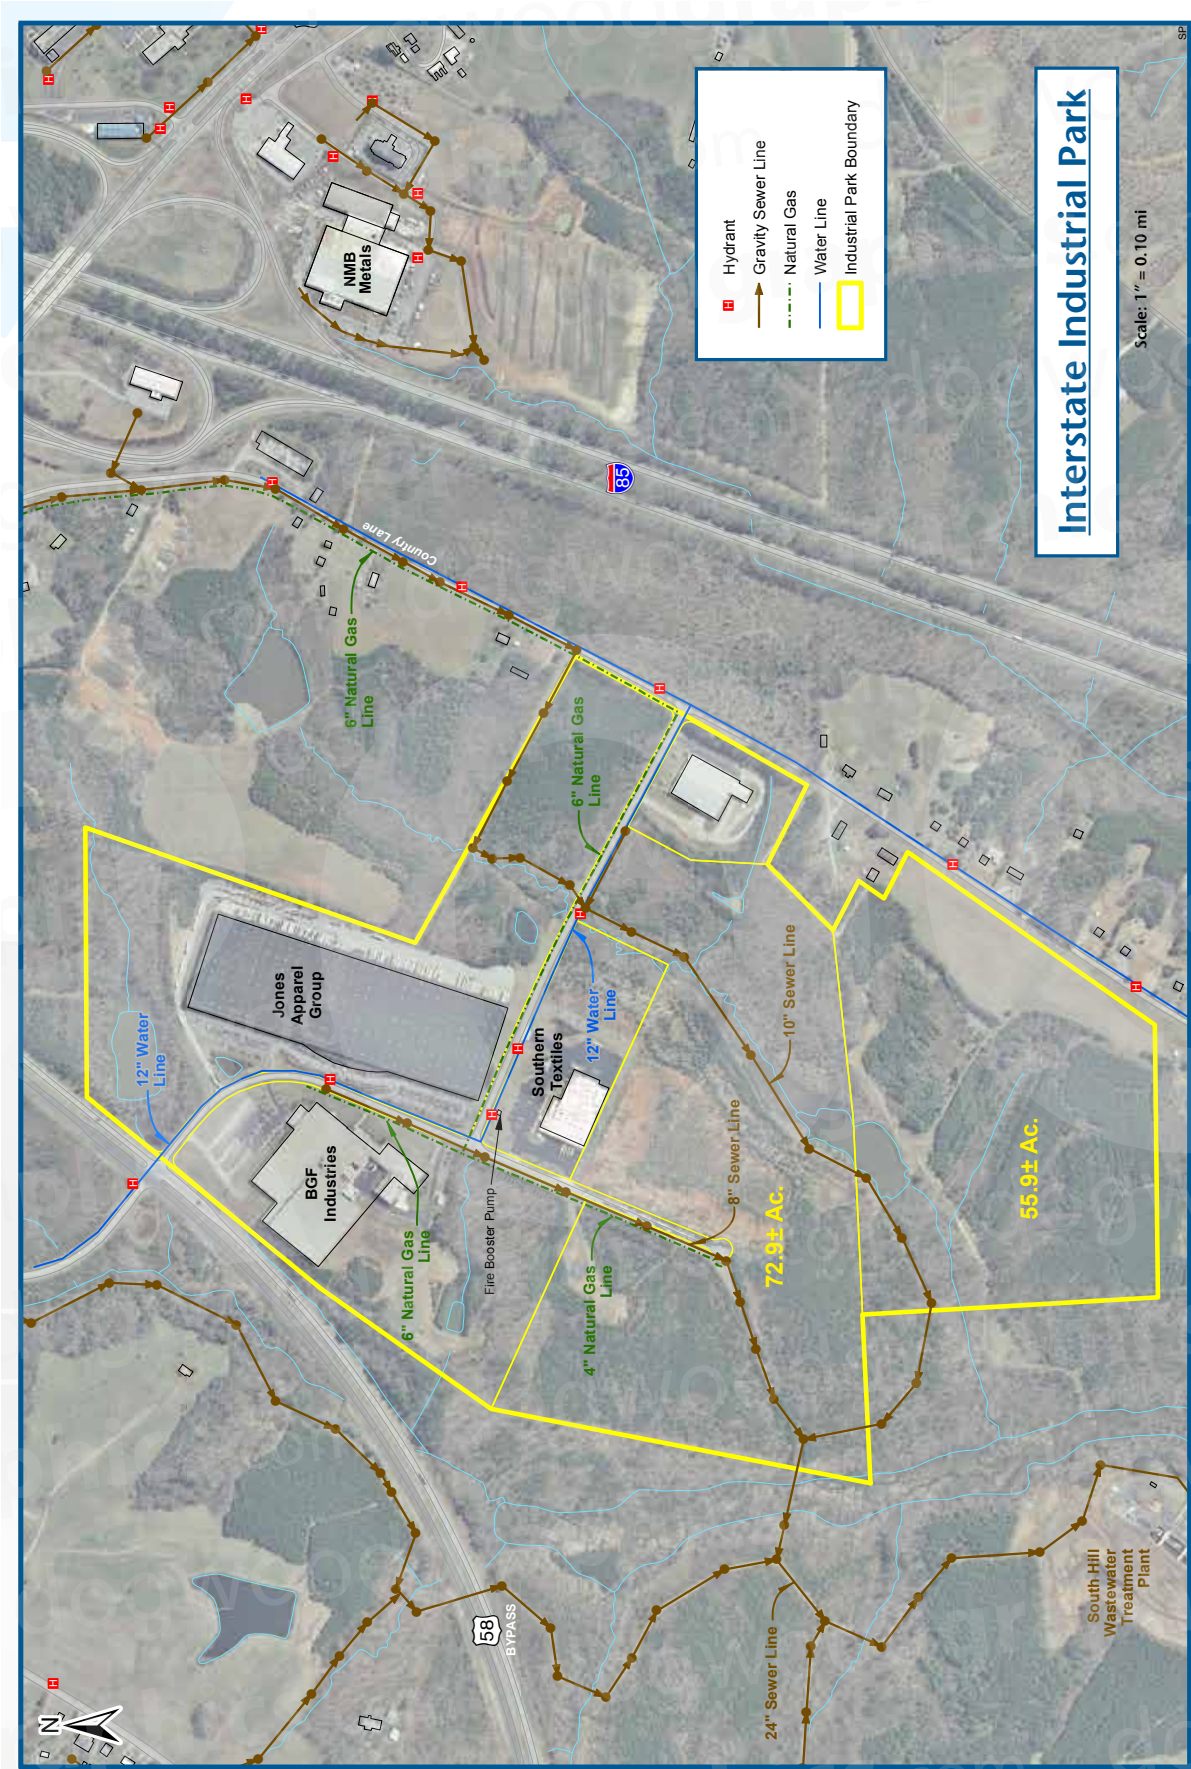 N
NMB
Metals
Jones
Apparel
Group
BGF
Industries
Southern
Textiles
Country Lane
6" Natural Gas
Line
6" Natural Gas
Line
6" Natural Gas
Line
4" Natural Gas
Line
12" Water
Line
12" Water
Line
Fire Booster Pump
10" Sewer Line
8" Sewer Line
24" Sewer Line
72.9± Ac.
55.9± Ac.
85
58
BYPASS
South Hill
Wastewater
Treatment
Plant
H Hydrant
Gravity Sewer Line
Natural Gas
Water Line
Industrial Park Boundary
Interstate Industrial Park
Scale: 1" = 0.10 mi
SP